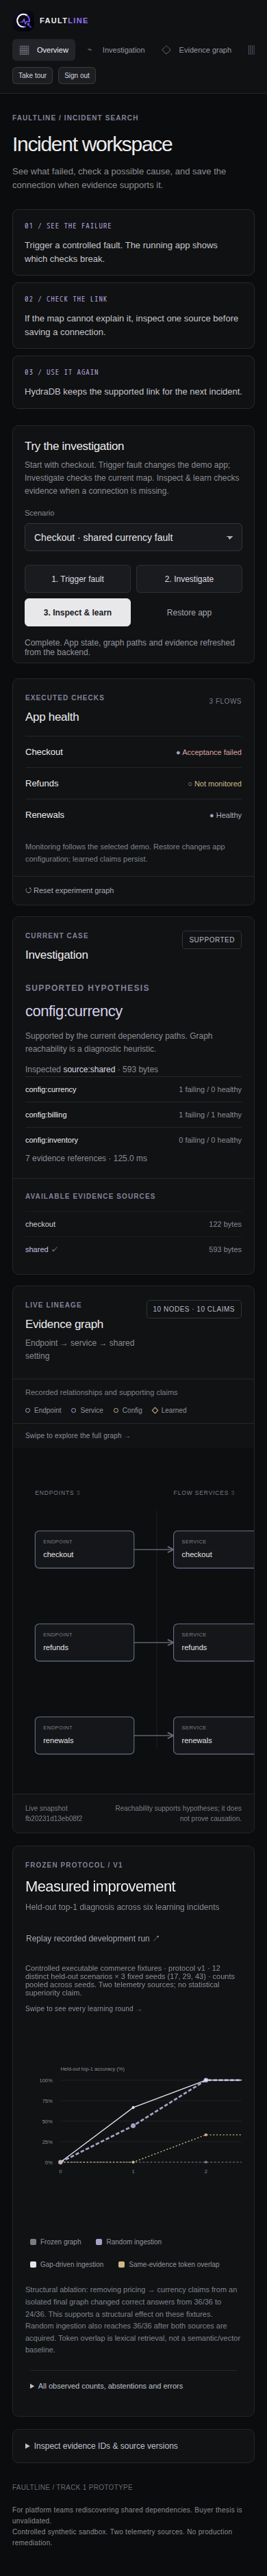 FAULTLINE
Overview
~ Investigation
Evidence graph
Take tour
Sign out
FAULTLINE / INCIDENT SEARCH
Incident workspace
See what failed, check a possible cause, and save the
connection when evidence supports it.
01 / SEE THE FAILURE
Trigger a controlled fault. The running app shows
which checks break.
02 / CHECK THE LINK
If the map cannot explain it, inspect one source before
saving a connection.
03 / USE IT AGAIN
HydraDB keeps the supported link for the next incident.
Try the investigation
Start with checkout. Trigger fault changes the demo app;
Investigate checks the current map. Inspect & learn checks
evidence when a connection is missing.
Scenario
Checkout · shared currency fault
1. Trigger fault
2. Investigate
3. Inspect & learn
Restore app
Complete. App state, graph paths and evidence refreshed
from the backend.
EXECUTED CHECKS
3 FLOWS
App health
Checkout
● Acceptance failed
Refunds
○ Not monitored
Renewals
● Healthy
Monitoring follows the selected demo. Restore changes app
configuration; learned claims persist.
Reset experiment graph
CURRENT CASE
SUPPORTED
Investigation
SUPPORTED HYPOTHESIS
config:currency
Supported by the current dependency paths. Graph
reachability is a diagnostic heuristic.
Inspected source:shared · 593 bytes
config:currency
1 failing / 0 healthy
config:billing
1 failing / 1 healthy
config:inventory
0 failing / 0 healthy
7 evidence references · 125.0 ms
AVAILABLE EVIDENCE SOURCES
checkout
122 bytes
shared ✓
593 bytes
LIVE LINEAGE
10 NODES · 10 CLAIMS
Evidence graph
Endpoint → service → shared
setting
Recorded relationships and supporting claims
Endpoint
Service
Config
Learned
Swipe to explore the full graph →
ENDPOINTS 3
FLOW SERVICES 3
ENDPOINT
checkout
SERVICE
checkout
ENDPOINT
refunds
SERVICE
refunds
ENDPOINT
renewals
SERVICE
renewals
Live snapshot
fb20231d13eb08f2
Reachability supports hypotheses; it does
not prove causation.
FROZEN PROTOCOL / V1
Measured improvement
Held-out top-1 diagnosis across six learning incidents
Replay recorded development run ↗
Controlled executable commerce fixtures · protocol v1 · 12
distinct held-out scenarios × 3 fixed seeds (17, 29, 43) · counts
pooled across seeds. Two telemetry sources; no statistical
superiority claim.
Swipe to see every learning round →
Held-out top-1 accuracy (%)
100%
75%
50%
25%
0%
0
1
2
Frozen graph
Random ingestion
Gap-driven ingestion
Same-evidence token overlap
Structural ablation: removing pricing → currency claims from an
isolated final graph changed correct answers from 36/36 to
24/36. This supports a structural effect on these fixtures.
Random ingestion also reaches 36/36 after both sources are
acquired. Token overlap is lexical retrieval, not a semantic/vector
baseline.
▶ All observed counts, abstentions and errors
▶ Inspect evidence IDs & source versions
FAULTLINE / TRACK 1 PROTOTYPE
For platform teams rediscovering shared dependencies. Buyer thesis is
unvalidated.
Controlled synthetic sandbox. Two telemetry sources. No production
remediation.